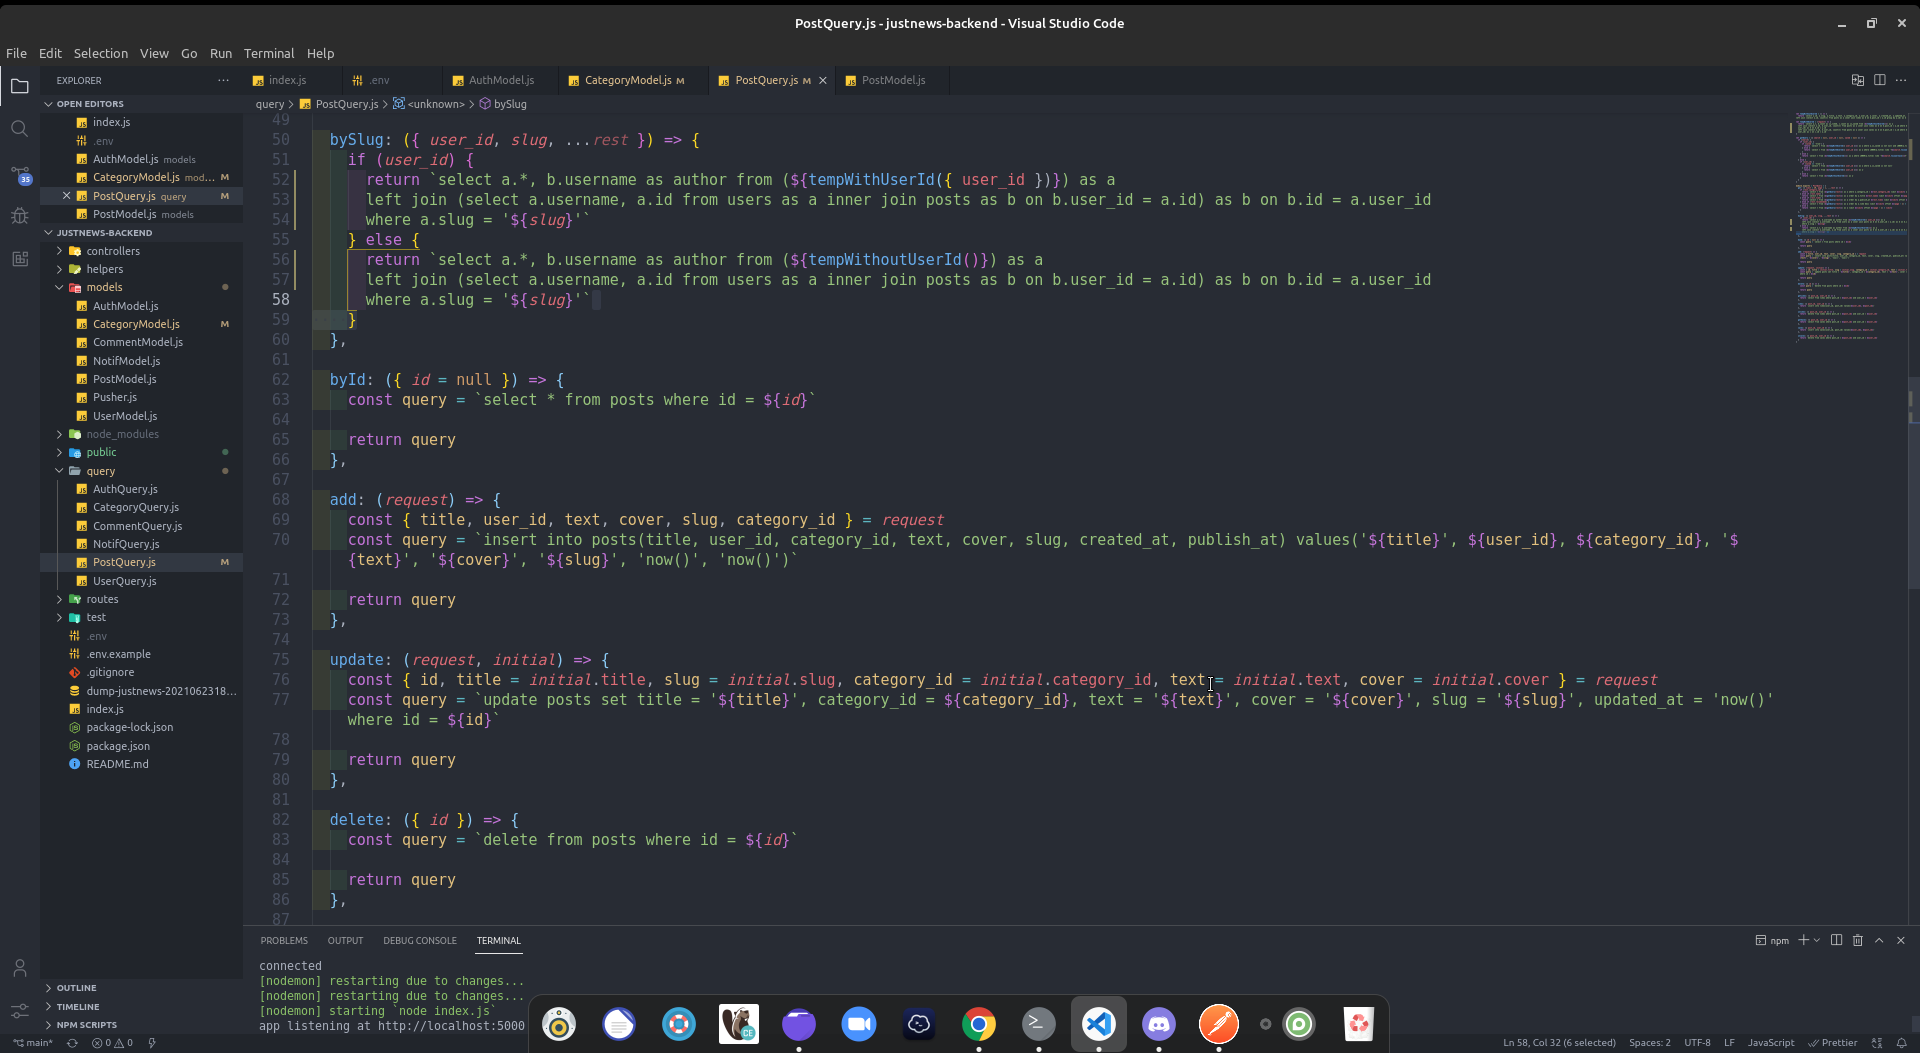 PostQuery.js - justnews-backend - Visual Studio Code
File Edit Selection View Go Run Terminal Help
EXPLORER
index.js
.env
AuthModel.js
CategoryModel.js M
PostQuery.js M
PostModel.js
OPEN EDITORS
index.js
.env
AuthModel.js models
CategoryModel.js mod... M
PostQuery.js query M
PostModel.js models
JUSTNEWS-BACKEND
controllers
helpers
models
AuthModel.js
CategoryModel.js M
CommentModel.js
NotifModel.js
PostModel.js
Pusher.js
UserModel.js
node_modules
public
query
AuthQuery.js
CategoryQuery.js
CommentQuery.js
NotifQuery.js
PostQuery.js M
UserQuery.js
routes
test
.env
.env.example
.gitignore
dump-justnews-2021062318...
index.js
package-lock.json
package.json
README.md
OUTLINE
TIMELINE
NPM SCRIPTS
35
query > PostQuery.js > <unknown> > bySlug
49
50 bySlug: ({ user_id, slug, ...rest }) => {
51 if (user_id) {
52 return `select a.*, b.username as author from (${tempWithUserId({ user_id })}) as a
53 left join (select a.username, a.id from users as a inner join posts as b on b.user_id = a.id) as b on b.id = a.user_id
54 where a.slug = '${slug}'`
55 } else {
56 return `select a.*, b.username as author from (${tempWithoutUserId()}) as a
57 left join (select a.username, a.id from users as a inner join posts as b on b.user_id = a.id) as b on b.id = a.user_id
58 where a.slug = '${slug}'`
59 }
60 },
61
62 byId: ({ id = null }) => {
63 const query = `select * from posts where id = ${id}`
64
65 return query
66 },
67
68 add: (request) => {
69 const { title, user_id, text, cover, slug, category_id } = request
70 const query = `insert into posts(title, user_id, category_id, text, cover, slug, created_at, publish_at) values('${title}', ${user_id}, ${category_id}, '$
{text}', '${cover}', '${slug}', 'now()', 'now()')`
71
72 return query
73 },
74
75 update: (request, initial) => {
76 const { id, title = initial.title, slug = initial.slug, category_id = initial.category_id, text = initial.text, cover = initial.cover } = request
77 const query = `update posts set title = '${title}', category_id = ${category_id}, text = '${text}', cover = '${cover}', slug = '${slug}', updated_at = 'now()'
where id = ${id}`
78
79 return query
80 },
81
82 delete: ({ id }) => {
83 const query = `delete from posts where id = ${id}`
84
85 return query
86 },
87
PROBLEMS OUTPUT DEBUG CONSOLE TERMINAL
npm
connected
[nodemon] restarting due to changes...
[nodemon] restarting due to changes...
[nodemon] starting `node index.js`
app listening at http://localhost:5000
CE
main* 0 0
Ln 58, Col 32 (6 selected) Spaces: 2 UTF-8 LF JavaScript Prettier